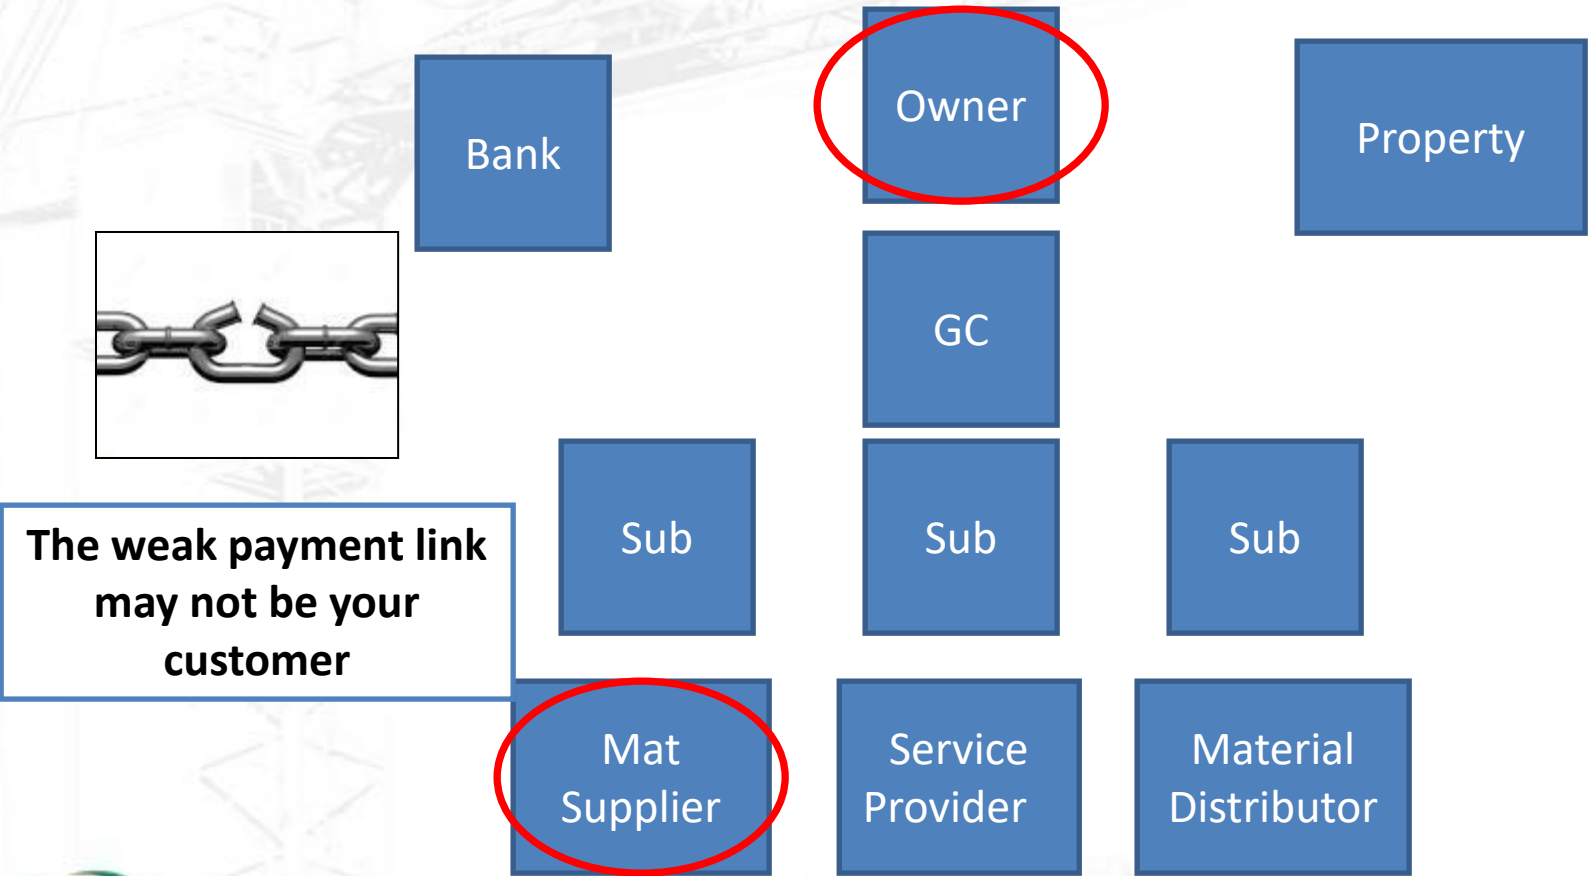 Owner
Bank
Property
GC
Sub
Sub
Sub
The weak payment link
may not be your
customer
Mat
Supplier
Service
Provider
Material
Distributor